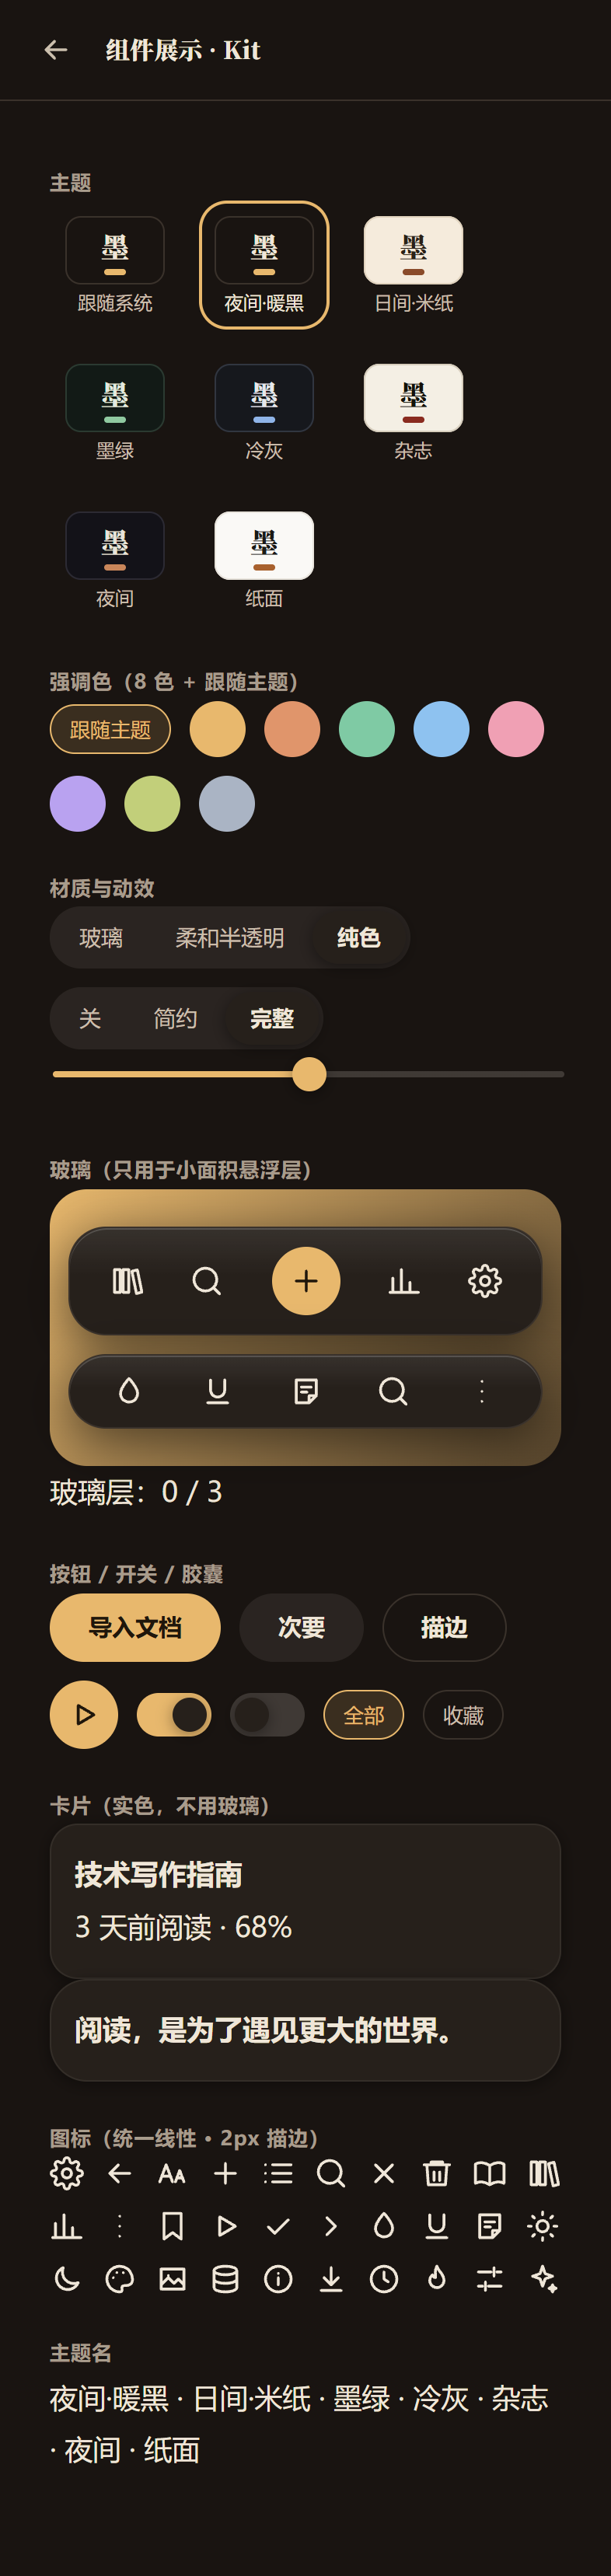 组件展示 · Kit
主题
墨 墨 墨
跟随系统 夜间·暖黑 日间·米纸
墨 墨 墨
墨绿 冷灰 杂志
墨 墨
夜间 纸面
强调色（8 色 + 跟随主题）
跟随主题
材质与动效
玻璃 柔和半透明 纯色
关 简约 完整
玻璃（只用于小面积悬浮层）
玻璃层：0 / 3
按钮 / 开关 / 胶囊
导入文档 次要 描边
全部 收藏
卡片（实色，不用玻璃）
技术写作指南
3 天前阅读 · 68%
阅读，是为了遇见更大的世界。
图标（统一线性 • 2px 描边）
主题名
夜间·暖黑 · 日间·米纸 · 墨绿 · 冷灰 · 杂志
· 夜间 · 纸面